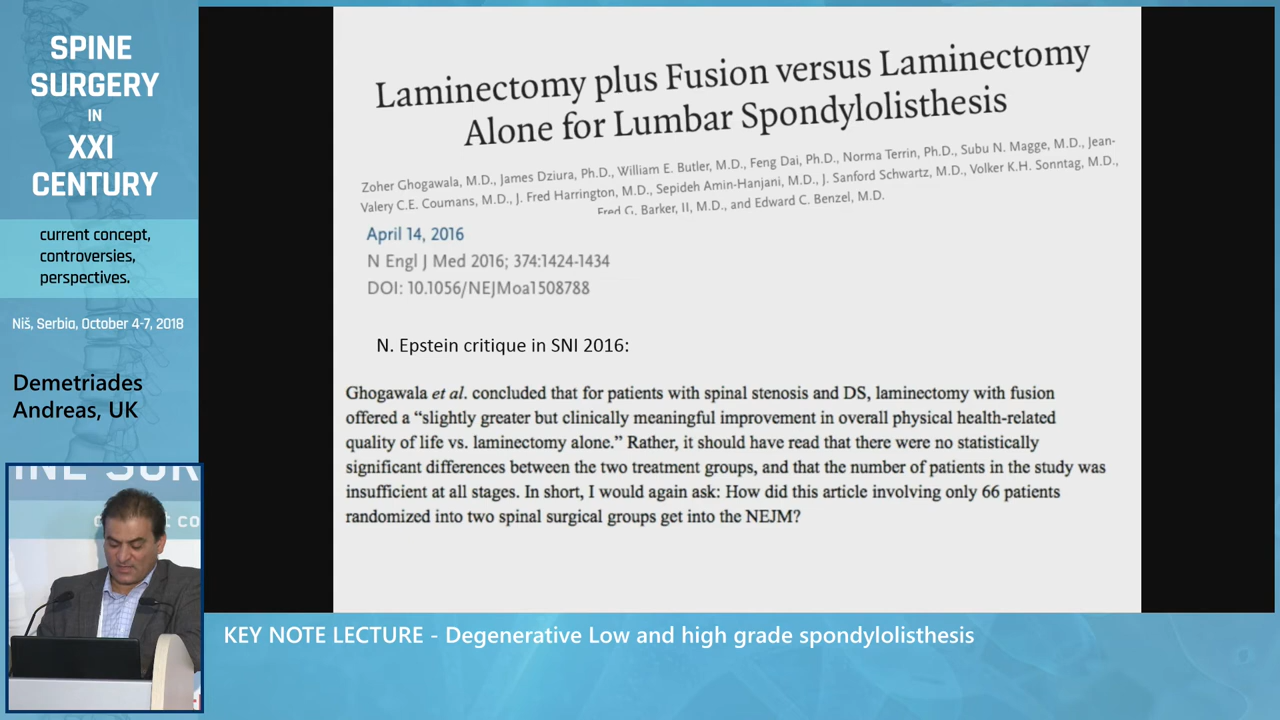 SPINE
SURGERY
IN
XXI
CENTURY
current concept,
controversies,
perspectives.
Niš, Serbia, October 4-7, 2018
Demetriades
Andreas, UK
Laminectomy plus Fusion versus Laminectomy
Alone for Lumbar Spondylolisthesis
Zoher Ghogawala, M.D., James Dziura, Ph.D., William E. Butler, M.D., Feng Dai, Ph.D., Norma Terrin, Ph.D., Subu N. Magge, M.D., Jean-
Valery C.E. Coumans, M.D., J. Fred Harrington, M.D., Sepideh Amin-Hanjani, M.D., J. Sanford Schwartz, M.D., Volker K.H. Sonntag, M.D.,
Fred G. Barker, II, M.D., and Edward C. Benzel, M.D.
April 14, 2016
N Engl J Med 2016; 374:1424-1434
DOI: 10.1056/NEJMoa1508788
N. Epstein critique in SNI 2016:
Ghogawala et al. concluded that for patients with spinal stenosis and DS, laminectomy with fusion
offered a “slightly greater but clinically meaningful improvement in overall physical health-related
quality of life vs. laminectomy alone.” Rather, it should have read that there were no statistically
significant differences between the two treatment groups, and that the number of patients in the study was
insufficient at all stages. In short, I would again ask: How did this article involving only 66 patients
randomized into two spinal surgical groups get into the NEJM?
KEY NOTE LECTURE - Degenerative Low and high grade spondylolisthesis